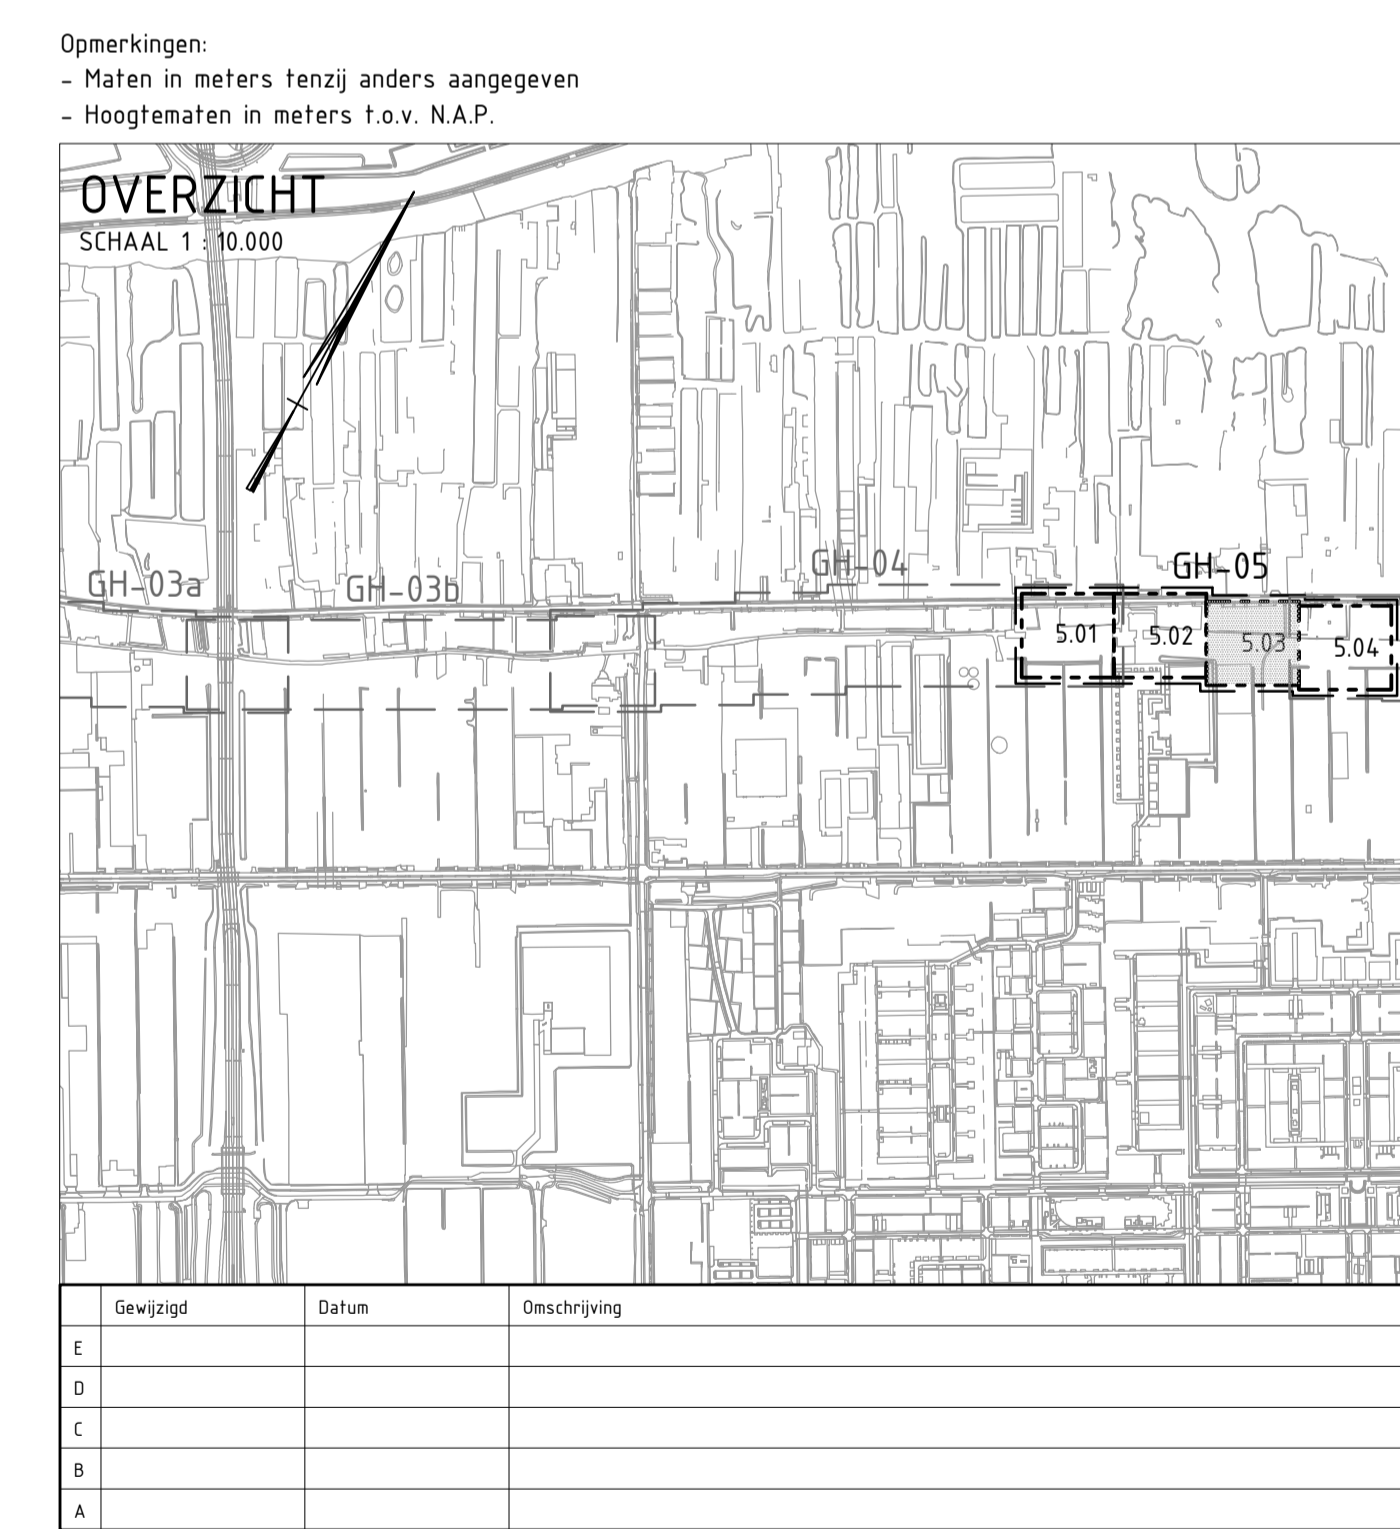 Opmerkingen:
- Maten in meters tenzij anders aangegeven
- Hoogtematen in meters t.o.v. N.A.P.
OVERZICHT
SCHAAL 1 : 10.000
GH-03a
GH-03b
GH-04
GH-05
5.01
5.02
5.03
5.04
Gewijzigd Datum Omschrijving
E
D
C
B
A